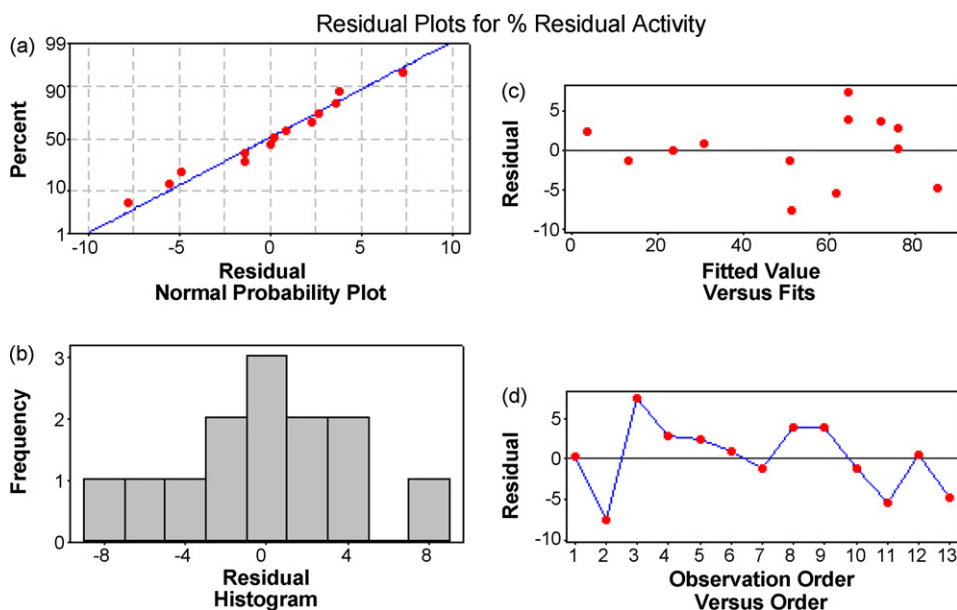 Residual Plots for % Residual Activity
(a)
99
90
50
10
1
Percent
-10 -5 0 5 10
Residual
Normal Probability Plot
(c)
5
0
-5
-10
Residual
0 20 40 60 80
Fitted Value
Versus Fits
(b)
3
2
1
0
Frequency
-8 -4 0 4 8
Residual
Histogram
(d)
5
0
-5
-10
Residual
1 2 3 4 5 6 7 8 9 10 11 12 13
Observation Order
Versus Order